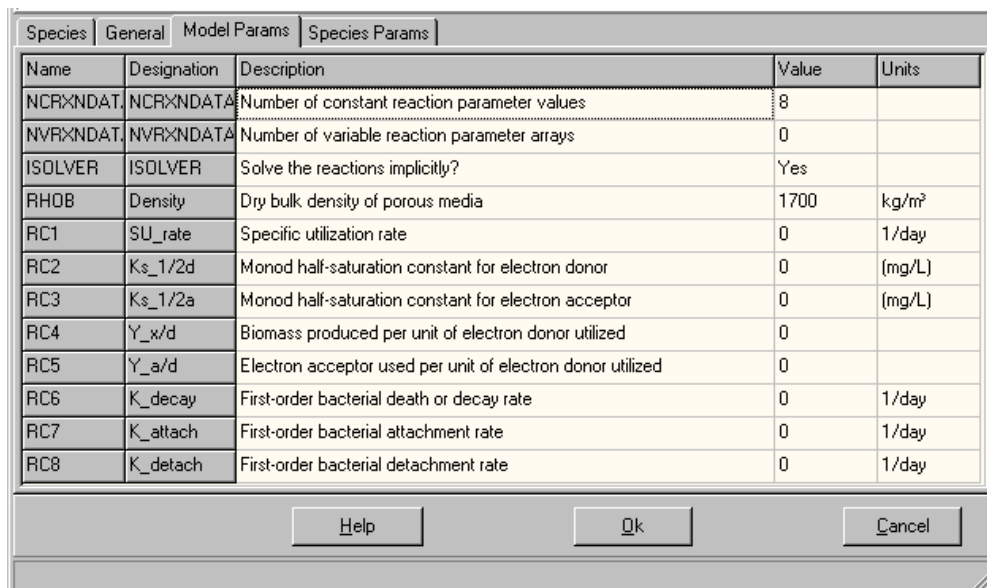 Species General Model Params Species Params
Name Designation Description Value Units
NCRXNDAT. NCRXNDATA Number of constant reaction parameter values 8
NVRXNDAT. NVRXNDATA Number of variable reaction parameter arrays 0
ISOLVER ISOLVER Solve the reactions implicitly? Yes
RHOB Density Dry bulk density of porous media 1700 kg/m³
RC1 SU_rate Specific utilization rate 0 1/day
RC2 Ks_1/2d Monod half-saturation constant for electron donor 0 (mg/L)
RC3 Ks_1/2a Monod half-saturation constant for electron acceptor 0 (mg/L)
RC4 Y_x/d Biomass produced per unit of electron donor utilized 0
RC5 Y_a/d Electron acceptor used per unit of electron donor utilized 0
RC6 K_decay First-order bacterial death or decay rate 0 1/day
RC7 K_attach First-order bacterial attachment rate 0 1/day
RC8 K_detach First-order bacterial detachment rate 0 1/day
Help Ok Cancel